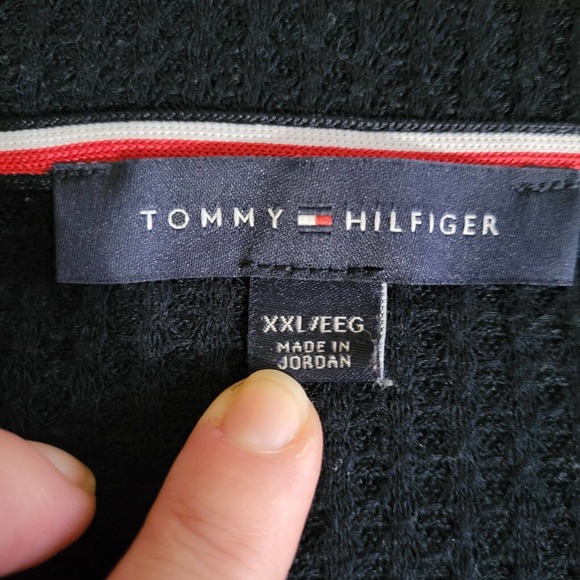 TOMMY HILFIGER
XXL/EEG
MADE IN
JORDAN